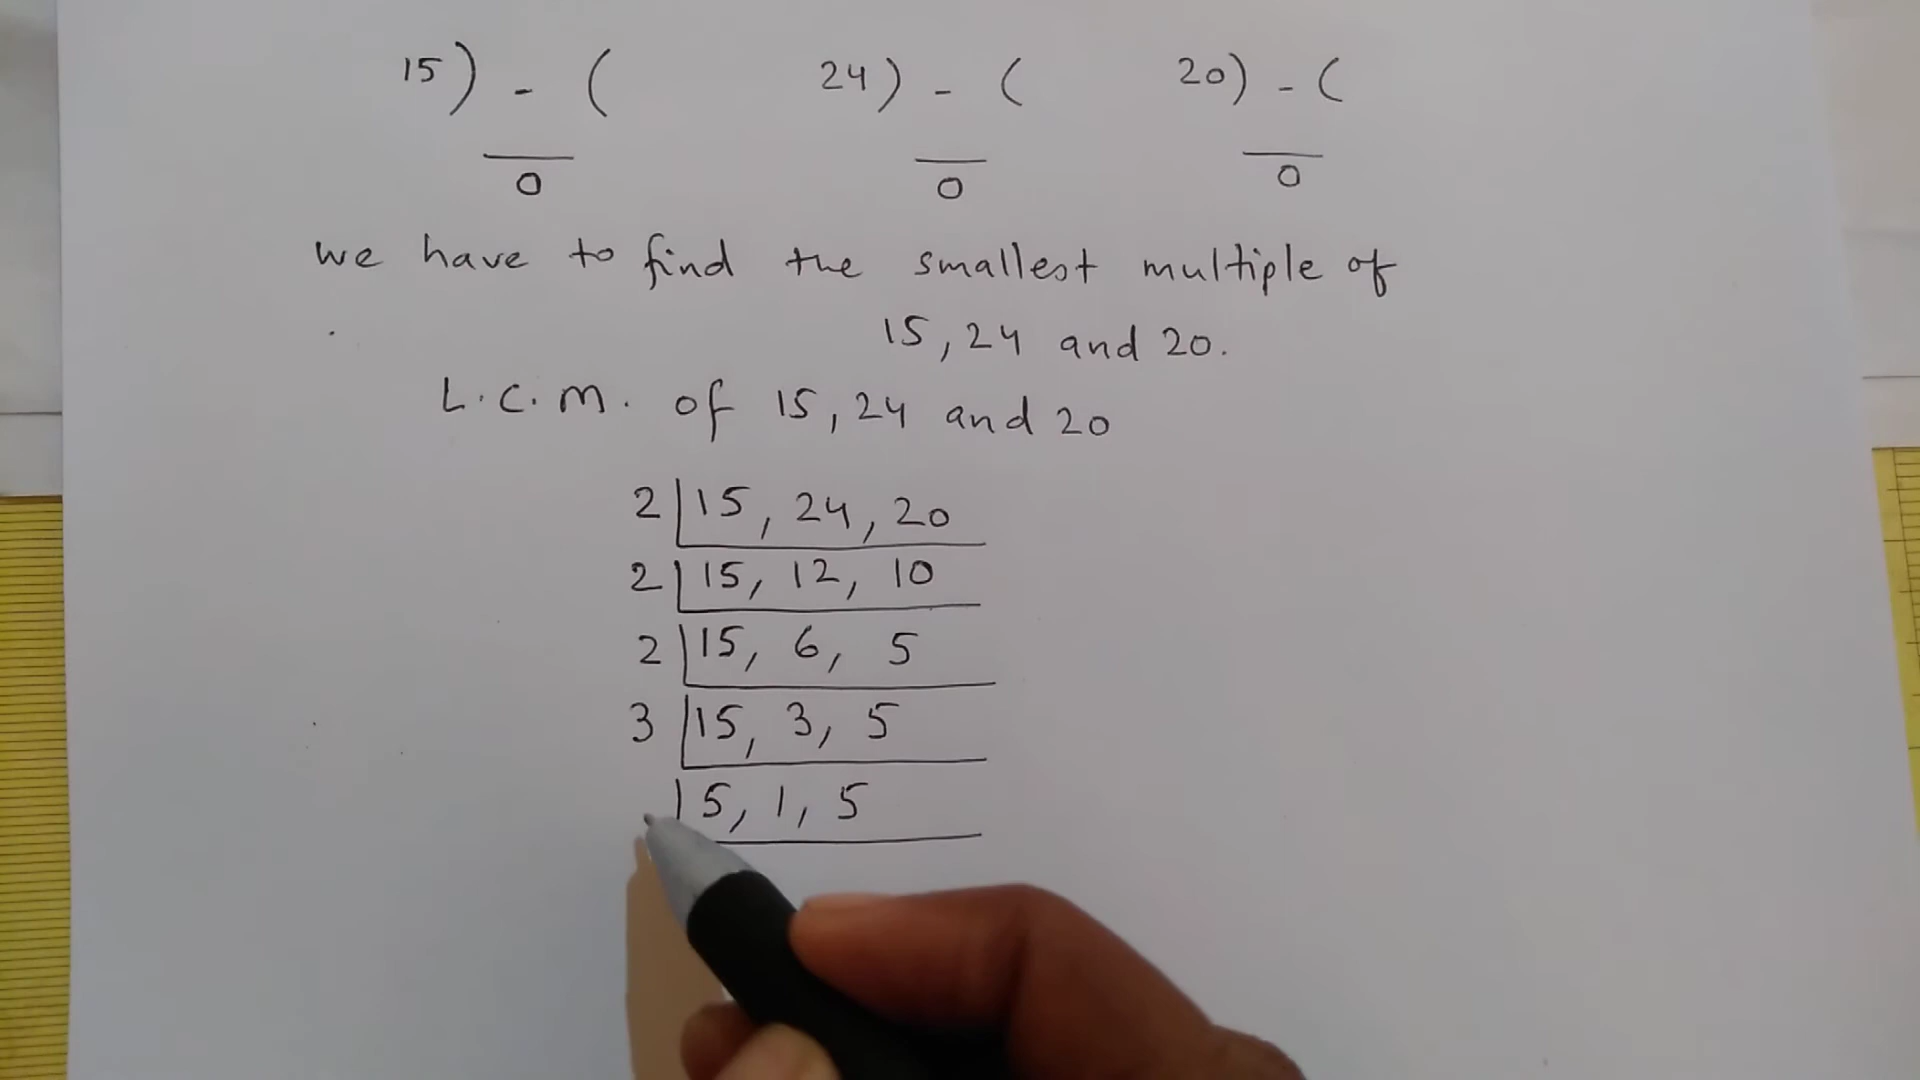 15) - ( 24) - ( 20) - (
0 0 0
we have to find the smallest multiple of
15, 24 and 20.
L.C.M. of 15, 24 and 20
2 | 15, 24, 20
2 | 15, 12, 10
2 | 15, 6, 5
3 | 15, 3, 5
| 5, 1, 5